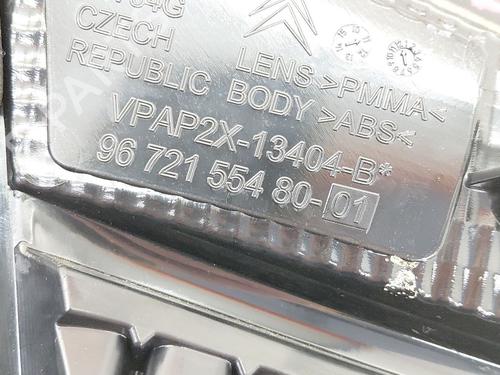 CZECH
REPUBLIC
LENS >PMMA<
BODY >ABS<
VPAP2X-13404-B*
96 721 554 80- 01